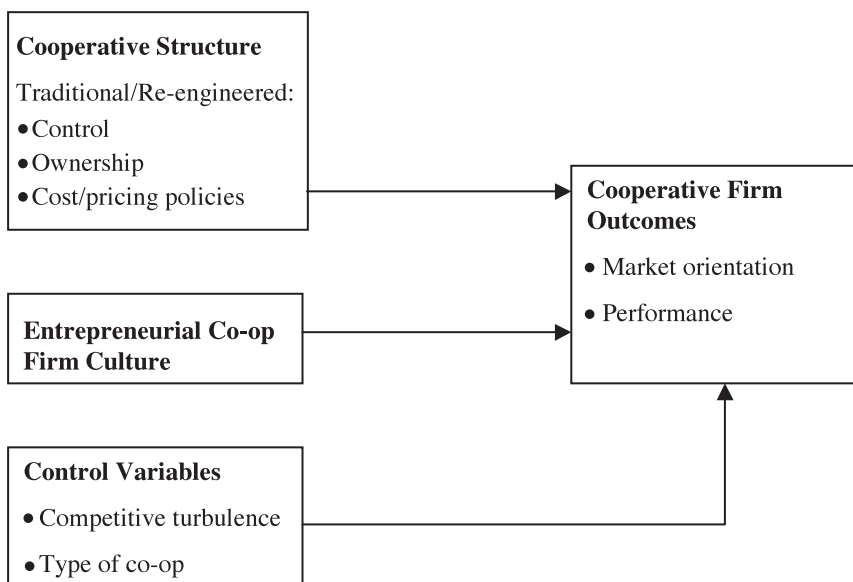 Cooperative Structure
Traditional/Re-engineered:
● Control
● Ownership
● Cost/pricing policies
Cooperative Firm
Outcomes
● Market orientation
● Performance
Entrepreneurial Co-op
Firm Culture
Control Variables
● Competitive turbulence
● Type of co-op